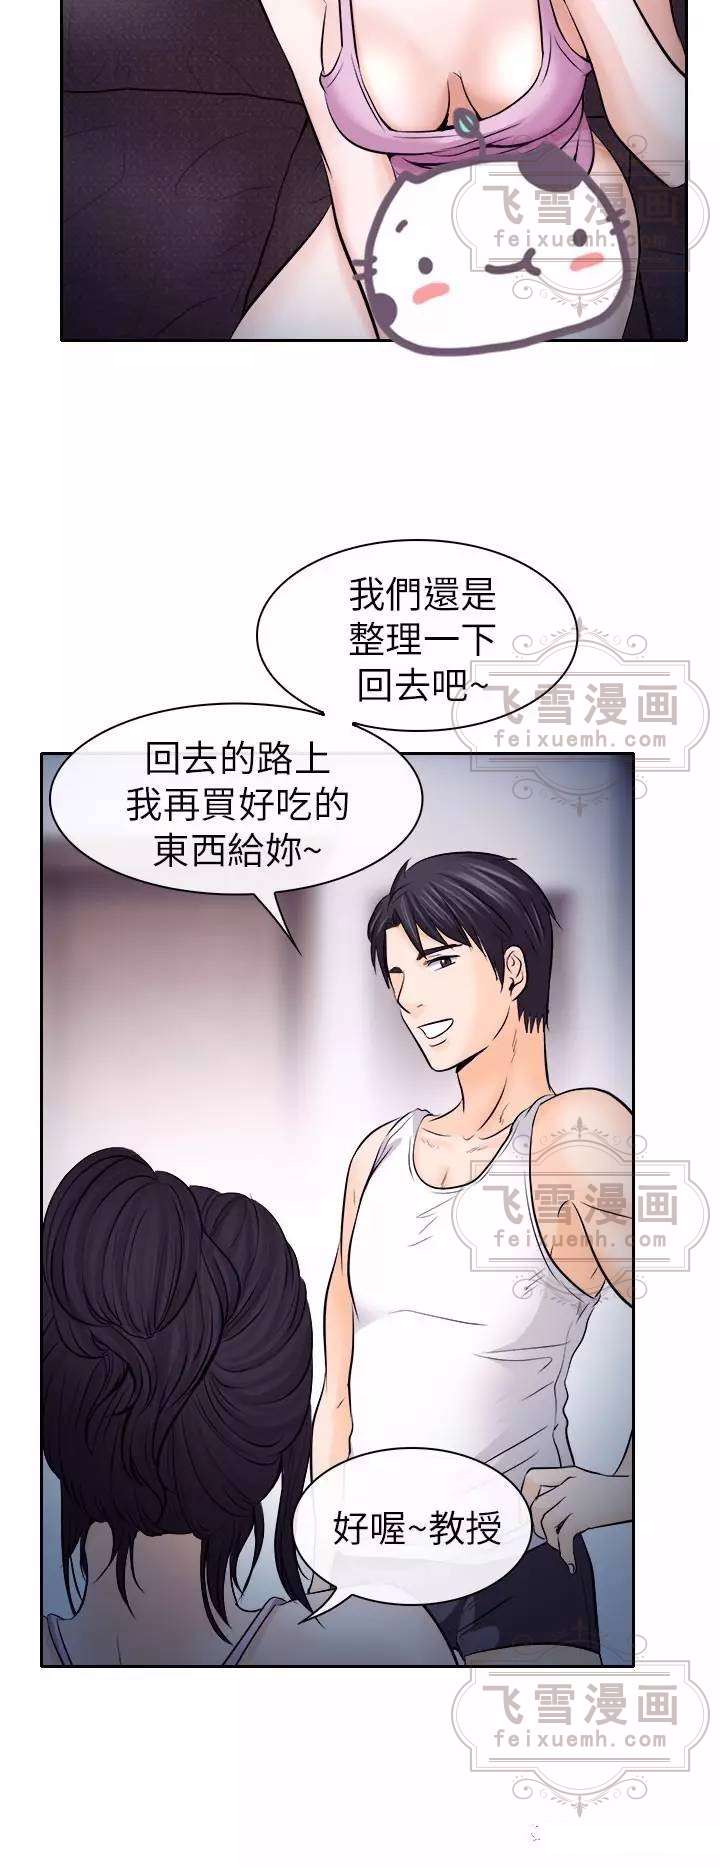 飞雪漫画
feixuemh.com
我們還是
整理一下
回去吧~
飞雪漫画
feixuemh.com
回去的路上
我再買好吃的
東西給妳~
飞雪漫画
feixuemh.com
好喔~教授
飞雪漫画
feixuemh.com